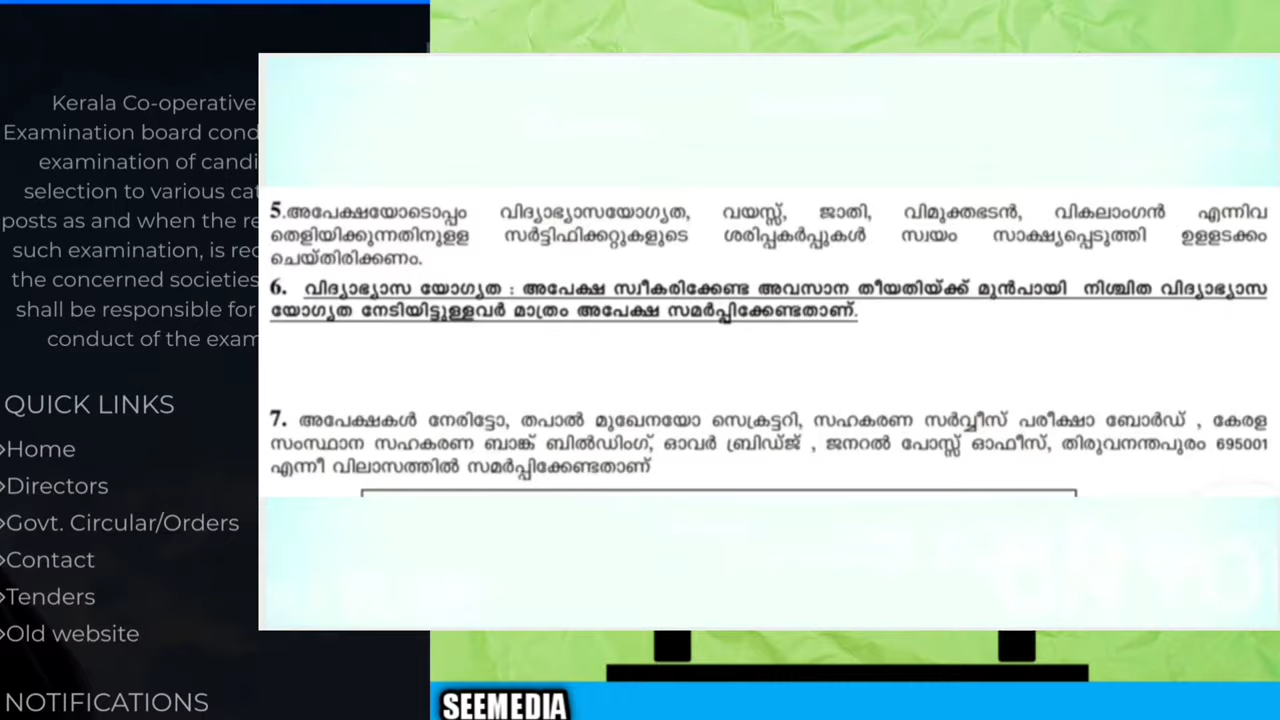 Kerala Co-operative
Examination board cond
examination of candi
selection to various cat
posts as and when the re
such examination, is rec
the concerned societies
shall be responsible for
conduct of the exam
QUICK LINKS
Home
Directors
Govt. Circular/Orders
Contact
Tenders
Old website
NOTIFICATIONS
5.അപേക്ഷയോടൊപ്പം വിദ്യാഭ്യാസയോഗ്യത, വയസ്സ്, ജാതി, വിമുക്തഭടൻ, വികലാംഗൻ എന്നിവ
തെളിയിക്കുന്നതിനുളള സർട്ടിഫിക്കറ്റുകളുടെ ശരിപ്പകർപ്പുകൾ സ്വയം സാക്ഷ്യപ്പെടുത്തി ഉളളടക്കം
ചെയ്തിരിക്കണം.
6. വിദ്യാഭ്യാസ യോഗ്യത : അപേക്ഷ സ്വീകരിക്കേണ്ട അവസാന തീയതിയ്ക്ക് മുൻപായി നിശ്ചിത വിദ്യാഭ്യാസ
യോഗ്യത നേടിയിട്ടുള്ളവർ മാത്രം അപേക്ഷ സമർപ്പിക്കേണ്ടതാണ്.
7. അപേക്ഷകൾ നേരിട്ടോ, തപാൽ മുഖേനയോ സെക്രട്ടറി, സഹകരണ സർവ്വീസ് പരീക്ഷാ ബോർഡ് , കേരള
സംസ്ഥാന സഹകരണ ബാങ്ക് ബിൽഡിംഗ്, ഓവർ ബ്രിഡ്ജ് , ജനറൽ പോസ്റ്റ് ഓഫീസ്, തിരുവനന്തപുരം 695001
എന്നീ വിലാസത്തിൽ സമർപ്പിക്കേണ്ടതാണ്
SEEMEDIA